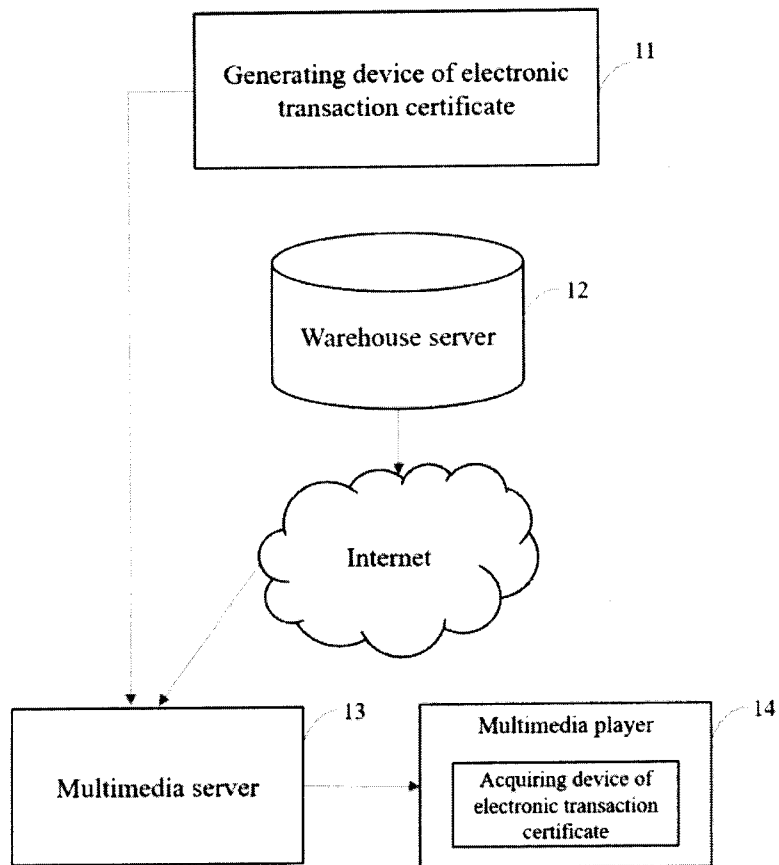 Generating device of electronic
transaction certificate
11
Warehouse server
12
Internet
Multimedia server
13
Multimedia player
14
Acquiring device of
electronic transaction
certificate